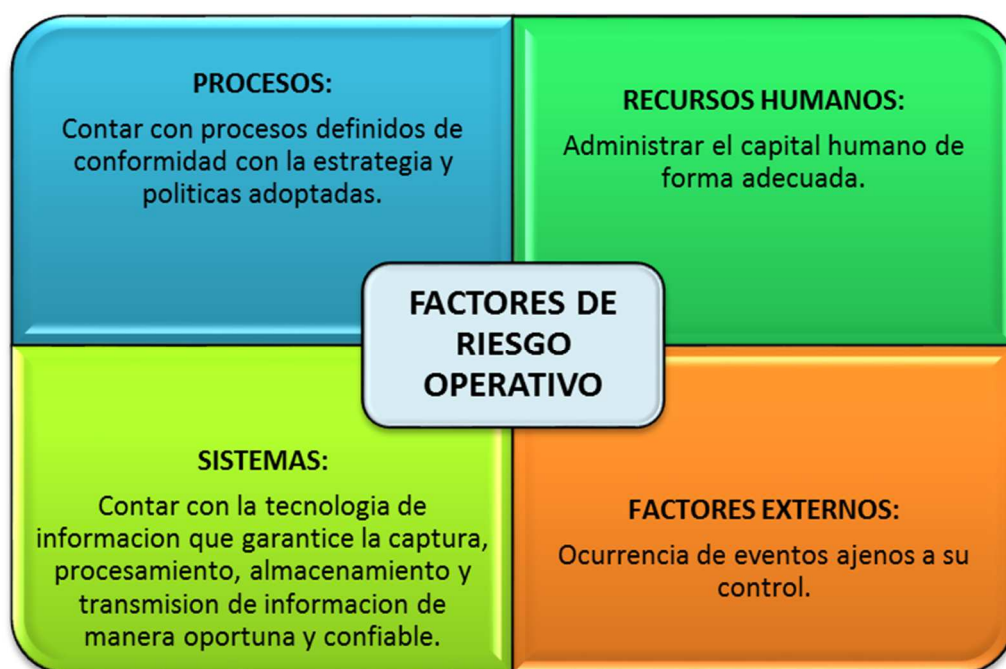 PROCESOS:
Contar con procesos definidos de
conformidad con la estrategia y
politicas adoptadas.
RECURSOS HUMANOS:
Administrar el capital humano de
forma adecuada.
FACTORES DE
RIESGO
OPERATIVO
SISTEMAS:
Contar con la tecnologia de
informacion que garantice la captura,
procesamiento, almacenamiento y
transmision de informacion de
manera oportuna y confiable.
FACTORES EXTERNOS:
Ocurrencia de eventos ajenos a su
control.